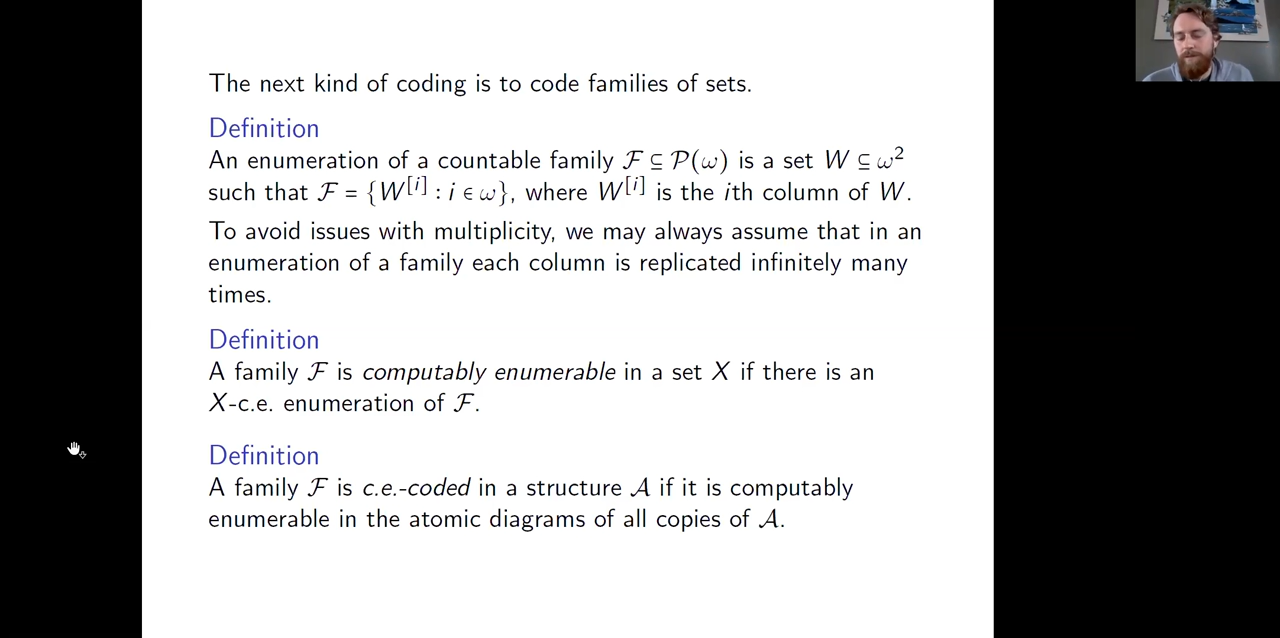 The next kind of coding is to code families of sets.
Definition
An enumeration of a countable family ℱ ⊆ 𝒫(ω) is a set W ⊆ ω²
such that ℱ = {W^[i] : i ∈ ω}, where W^[i] is the ith column of W.
To avoid issues with multiplicity, we may always assume that in an
enumeration of a family each column is replicated infinitely many
times.
Definition
A family ℱ is computably enumerable in a set X if there is an
X-c.e. enumeration of ℱ.
Definition
A family ℱ is c.e.-coded in a structure 𝒜 if it is computably
enumerable in the atomic diagrams of all copies of 𝒜.